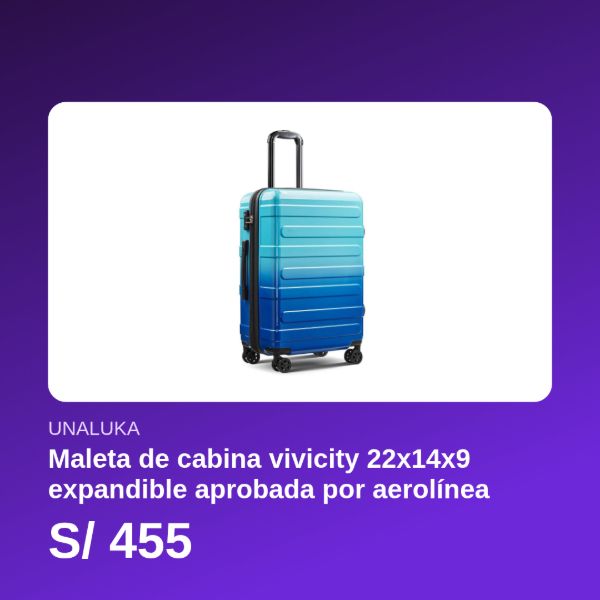 UNALUKA
Maleta de cabina vivicity 22x14x9
expandible aprobada por aerolínea
S/ 455